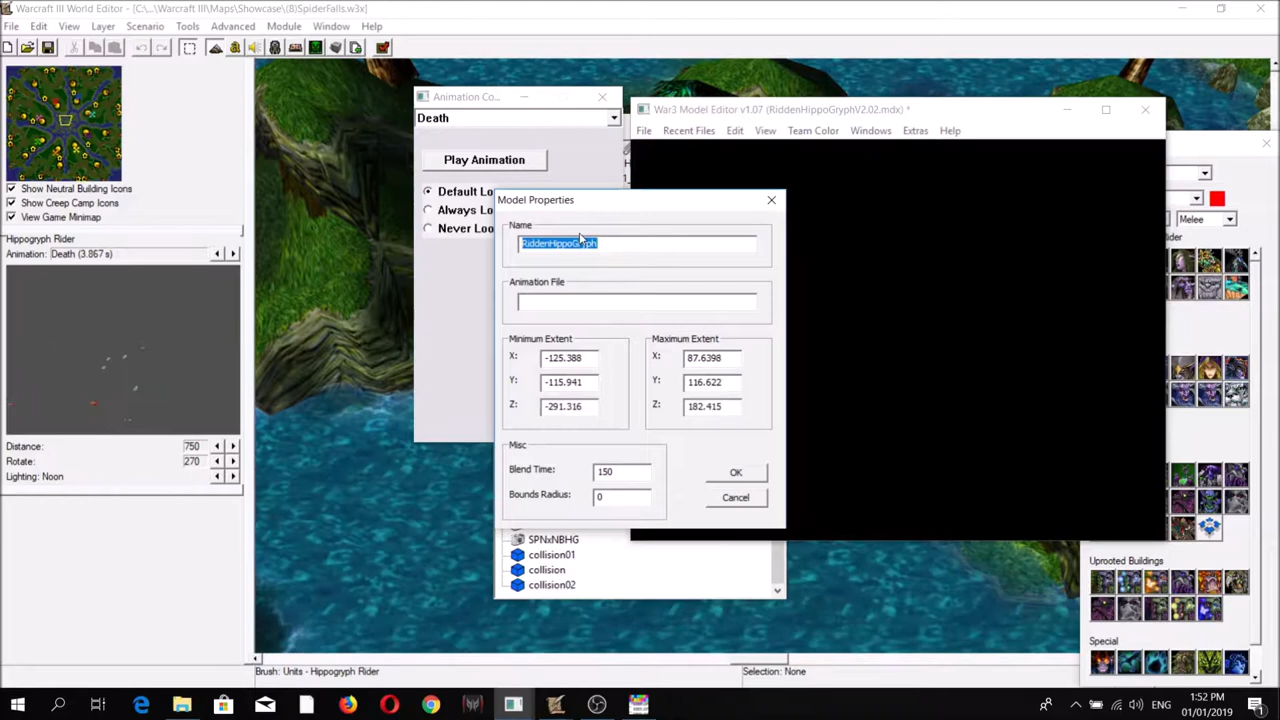 Warcraft III World Editor - [C:\...\Warcraft III\Maps\Showcase\(8)SpiderFalls.w3x]
File Edit View Layer Scenario Tools Advanced Module Window Help
Show Neutral Building Icons
Show Creep Camp Icons
View Game Minimap
Hippogryph Rider
Animation: Death (3.867 s)
Distance: 750
Rotate: 270
Lighting: Noon
Animation Co...
Death
Play Animation
Default Lo
Always Lo
Never Loo
War3 Model Editor v1.07 (RiddenHippoGryphV2.02.mdx) *
File Recent Files Edit View Team Color Windows Extras Help
Model Properties
Name
RiddenHippoGryph
Animation File
Minimum Extent
X: -125.388
Y: -115.941
Z: -291.316
Maximum Extent
X: 87.6398
Y: 116.622
Z: 182.415
Misc
Blend Time: 150
Bounds Radius: 0
OK
Cancel
SPNxNBHG
collision01
collision
collision02
Melee
ider
Uprooted Buildings
Special
Brush: Units - Hippogryph Rider
Selection: None
ENG
1:52 PM
01/01/2019